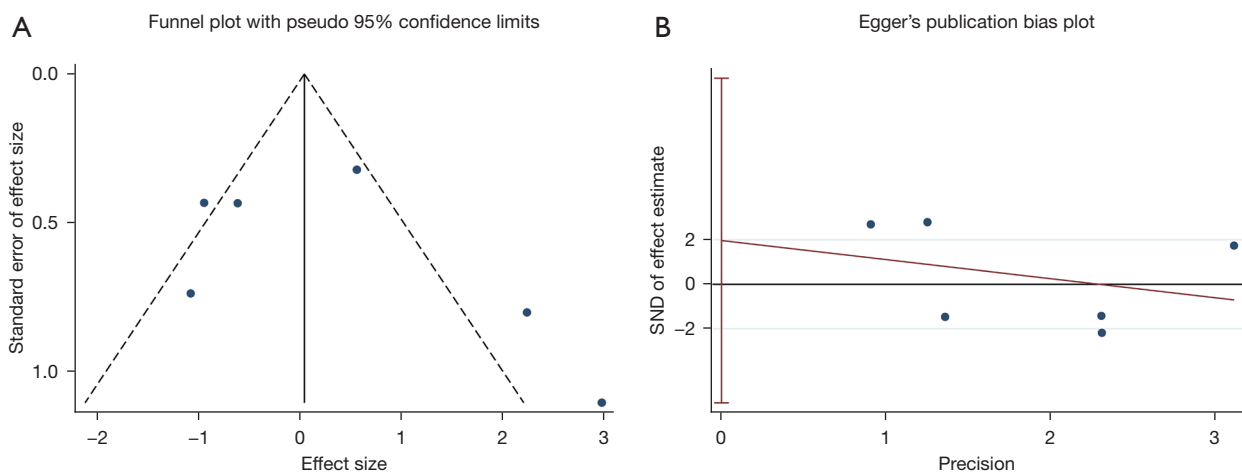 A
Funnel plot with pseudo 95% confidence limits
Standard error of effect size
0.0
0.5
1.0
−2
−1
0
1
2
3
Effect size
B
Egger’s publication bias plot
SND of effect estimate
2
0
−2
0
1
2
3
Precision